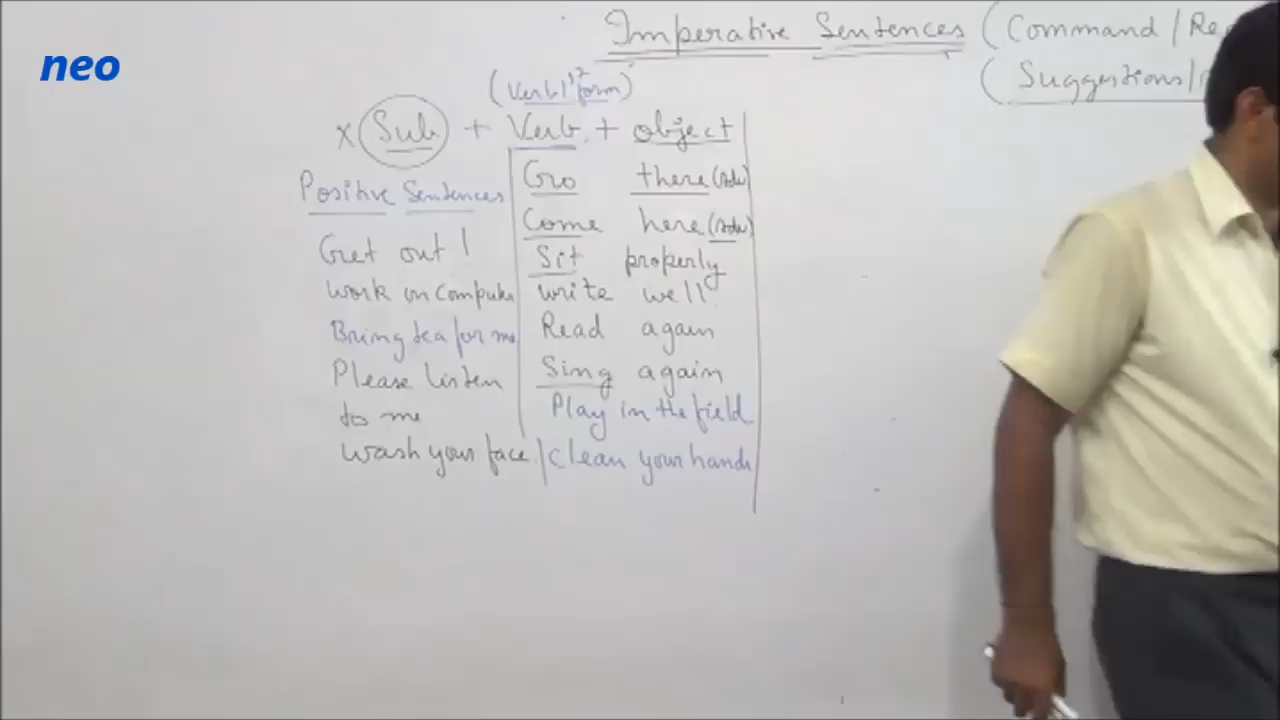 neo
Imperative Sentences (Command / Re
(Suggestions /
(Verb 1st form)
x Sub + Verb + object
Positive Sentences
Go there (Adv)
Come here (Adv)
Get out!
Sit properly
work on Computer
write well
Bring tea for me
Read again
Please listen
Sing again
to me
Play in the field
wash your face / clean your hands